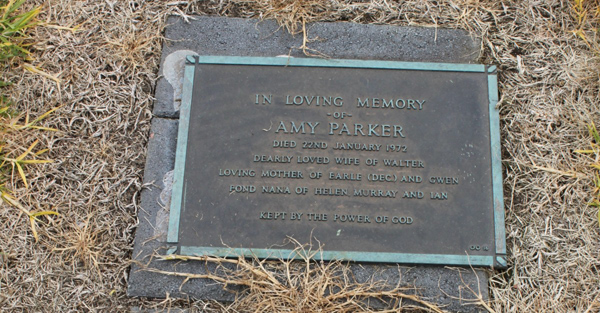 IN LOVING MEMORY
-OF-
AMY PARKER
DIED 22ND JANUARY 1972
DEARLY LOVED WIFE OF WALTER
LOVING MOTHER OF EARLE (DEC.) AND GWEN
FOND NANA OF HELEN MURRAY AND IAN
KEPT BY THE POWER OF GOD